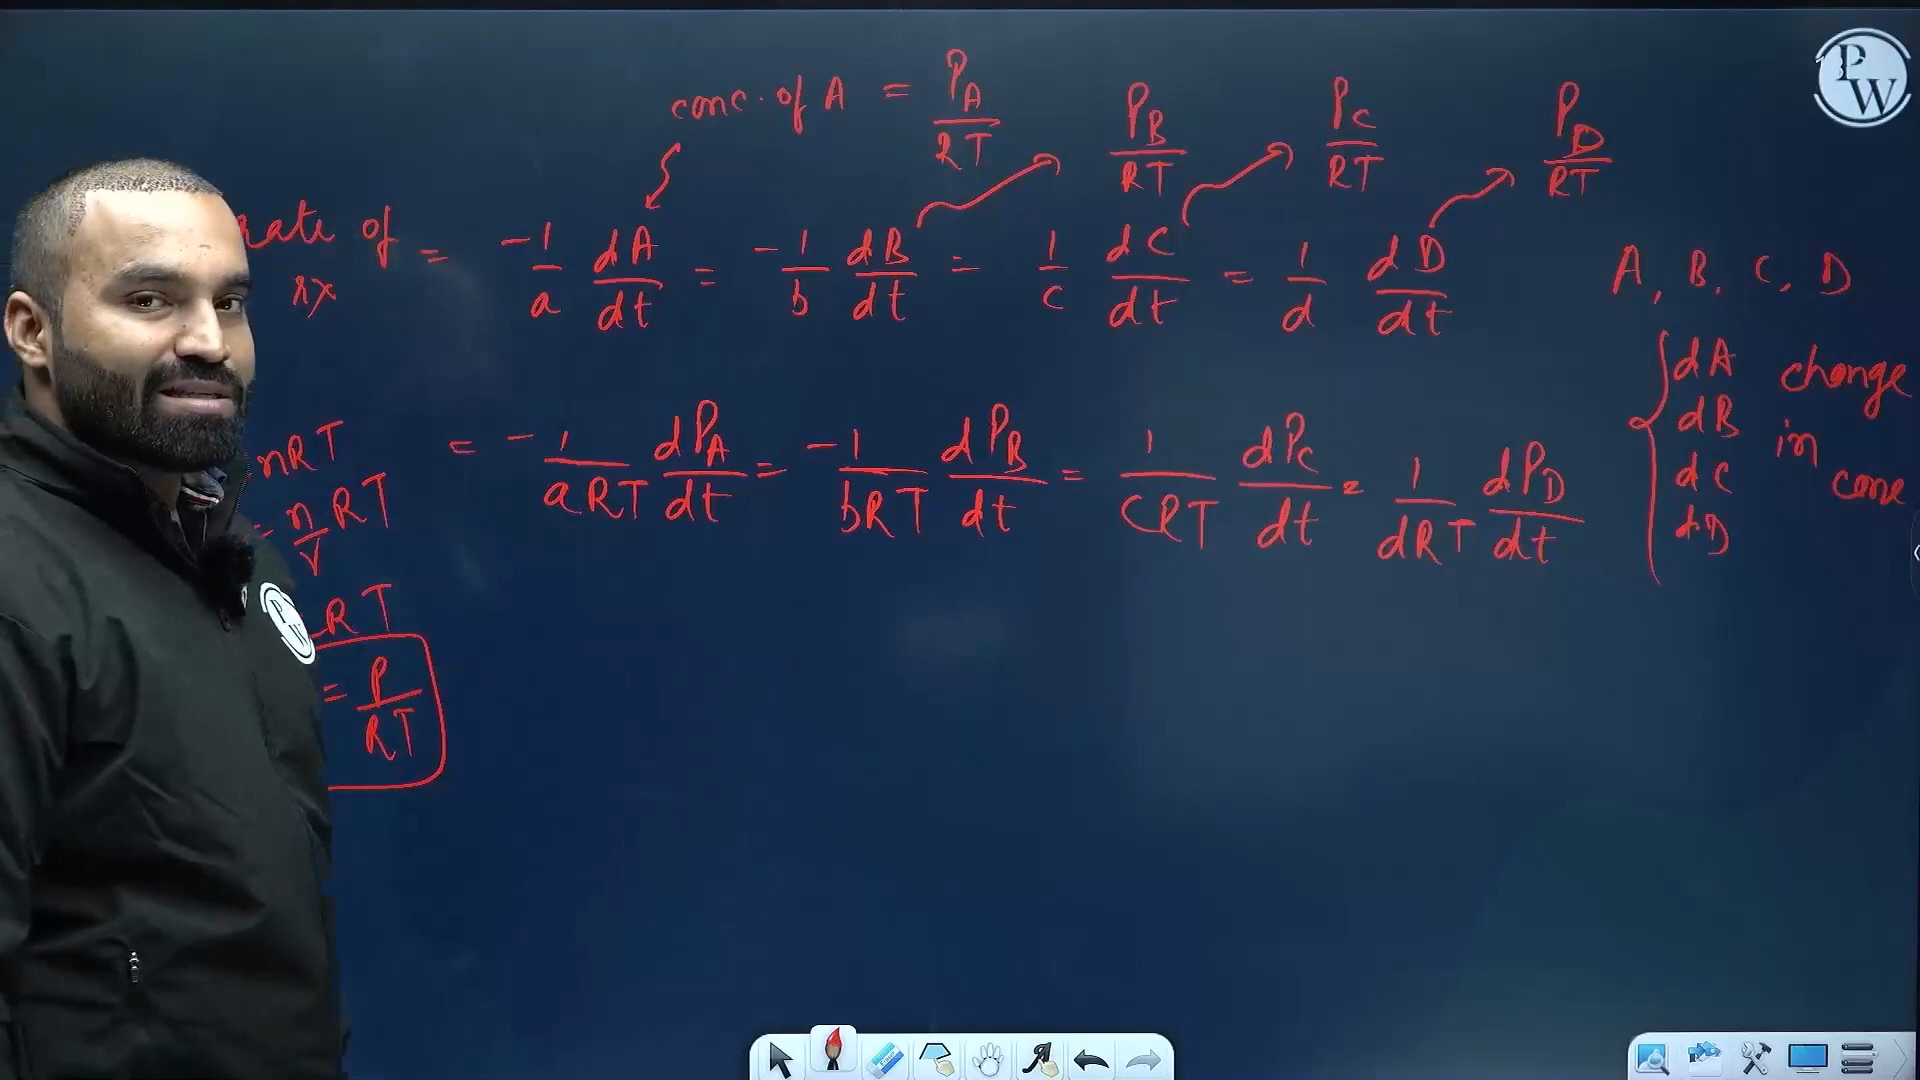 PW
conc. of A = P_A/RT P_B/RT P_C/RT P_D/RT
rate of rx = -1/a dA/dt = -1/b dB/dt = 1/c dC/dt = 1/d dD/dt
A, B, C, D
dA change
dB in
dC conc
dD
nRT
= n/V RT
RT
= P/RT
= -1/aRT dP_A/dt = -1/bRT dP_B/dt = 1/cRT dP_C/dt = 1/dRT dP_D/dt
PW